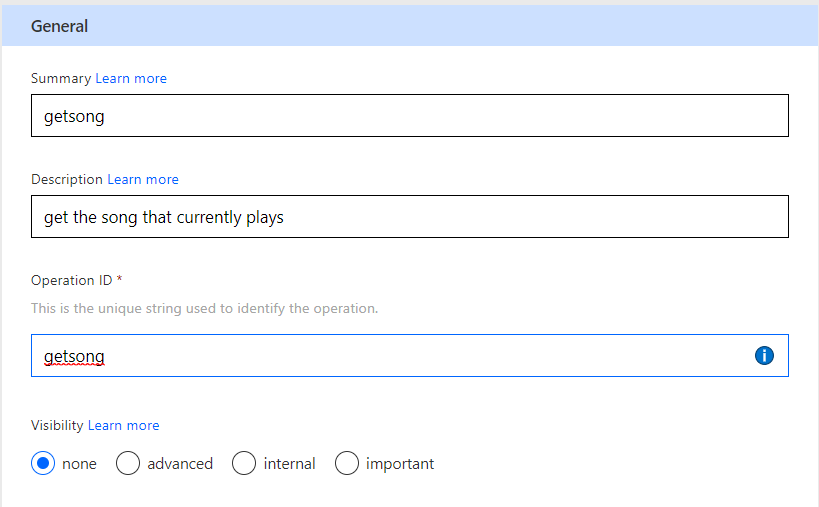 General
Summary Learn more
getsong
Description Learn more
get the song that currently plays
Operation ID *
This is the unique string used to identify the operation.
getsong
Visibility Learn more
none advanced internal important